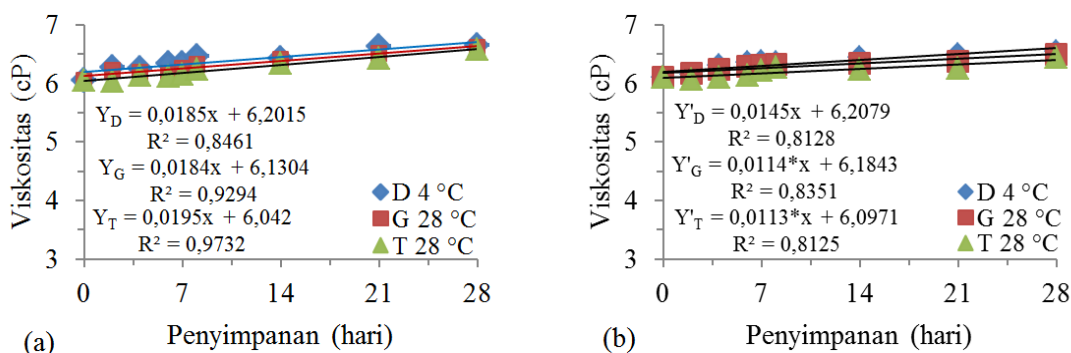 7
6
5
4
3
Viskositas (cP)
Y_D = 0,0185x + 6,2015
R² = 0,8461
Y_G = 0,0184x + 6,1304
R² = 0,9294
Y_T = 0,0195x + 6,042
R² = 0,9732
D 4 °C
G 28 °C
T 28 °C
0 7 14 21 28
Penyimpanan (hari)
(a)
7
6
5
4
3
Viskositas (cP)
Y'_D = 0,0145x + 6,2079
R² = 0,8128
Y'_G = 0,0114*x + 6,1843
R² = 0,8351
Y'_T = 0,0113*x + 6,0971
R² = 0,8125
D 4 °C
G 28 °C
T 28 °C
0 7 14 21 28
Penyimpanan (hari)
(b)